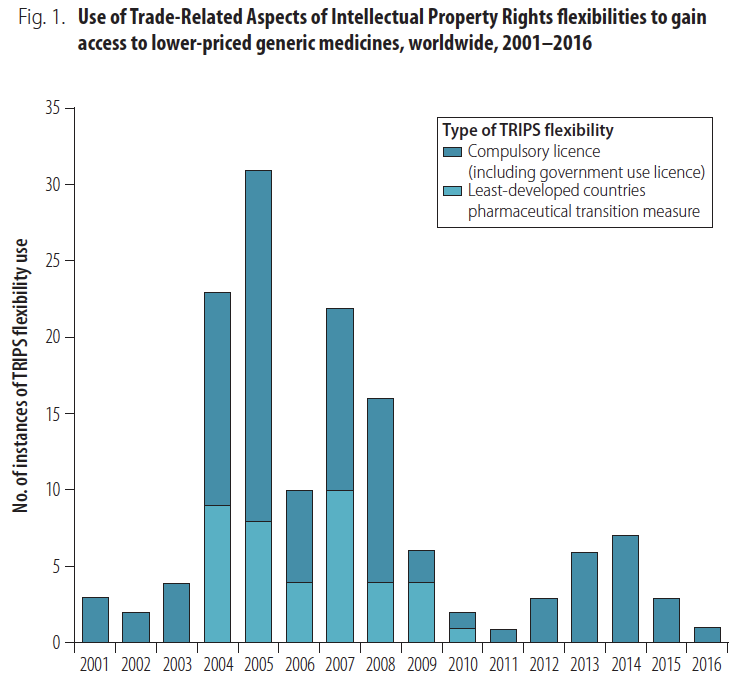 Fig. 1. Use of Trade-Related Aspects of Intellectual Property Rights flexibilities to gain
access to lower-priced generic medicines, worldwide, 2001–2016
35
30
25
20
15
10
5
0
No. of instances of TRIPS flexibility use
Type of TRIPS flexibility
Compulsory licence
(including government use licence)
Least-developed countries
pharmaceutical transition measure
2001 2002 2003 2004 2005 2006 2007 2008 2009 2010 2011 2012 2013 2014 2015 2016